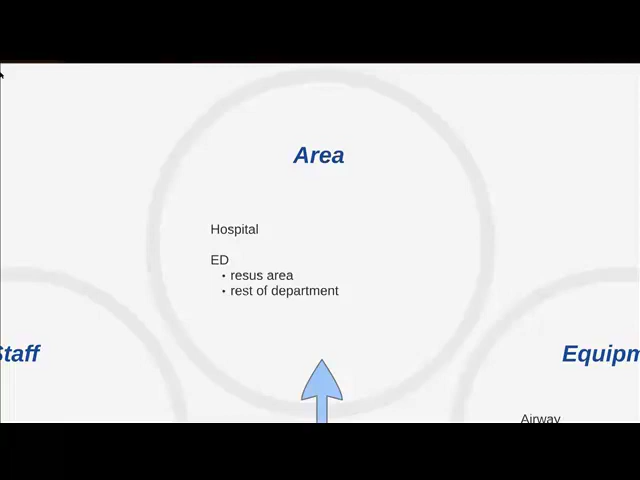 Area
Hospital
ED
• resus area
• rest of department
Staff
Equipm
Airway